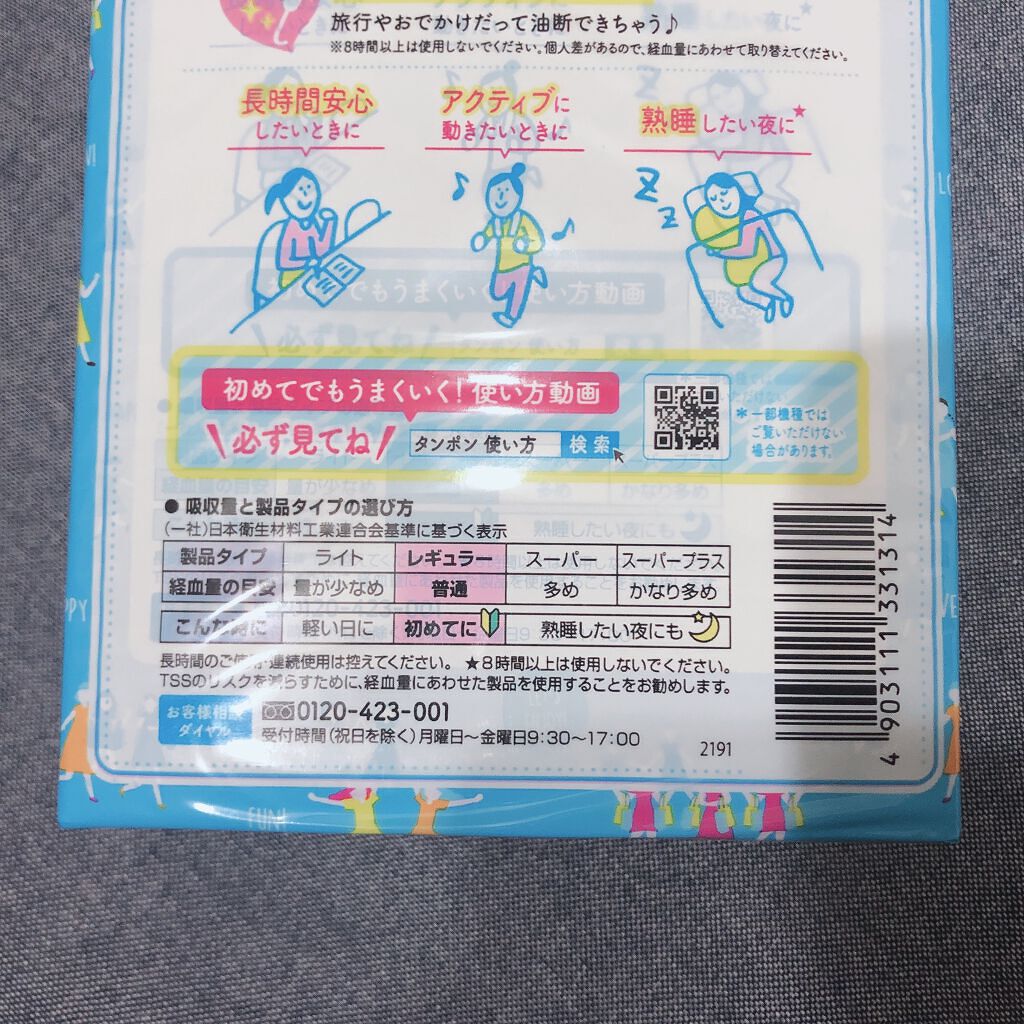 旅行やおでかけだって油断できちゃう♪
※8時間以上は使用しないでください。個人差があるので、経血量にあわせて取り替えてください。
長時間安心
したいときに
アクティブに
動きたいときに
熟睡したい夜に★
Z
Z
Z
初めてでもうまくいく!使い方動画
\必ず見てね/
タンポン 使い方 検索
*一部機種では
ご覧いただけない
場合があります。
●吸収量と製品タイプの選び方
(一社)日本衛生材料工業連合会基準に基づく表示
製品タイプ ライト レギュラー スーパー スーパープラス
経血量の目安 量が少なめ 普通 多め かなり多め
こんな時に 軽い日に 初めてに 熟睡したい夜にも
長時間のご使用・連続使用は控えてください。 ★8時間以上は使用しないでください。
TSSのリスクを減らすために、経血量にあわせた製品を使用することをお勧めします。
お客様相談
ダイヤル
0120-423-001
受付時間(祝日を除く)月曜日~金曜日9:30~17:00
2191
4 903111 331314
FUN!